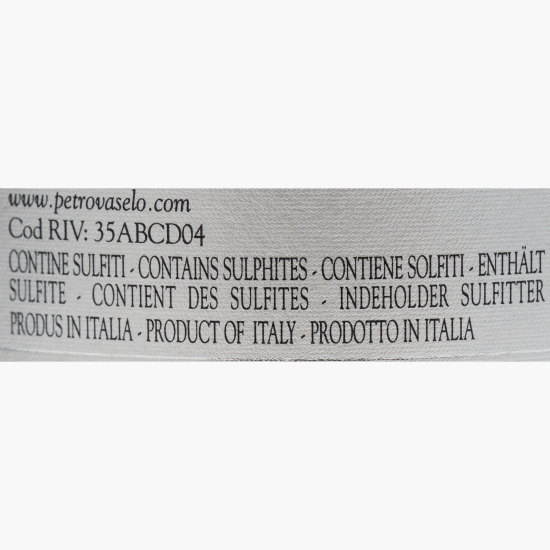 www.petrovaselo.com
Cod RIV: 35ABCD04
CONTINE SULFITI - CONTAINS SULPHITES - CONTIENE SOLFITI - ENTHÄLT
SULFITE - CONTIENT DES SULFITES - INDEHOLDER SULFITTER
PRODUS IN ITALIA - PRODUCT OF ITALY - PRODOTTO IN ITALIA